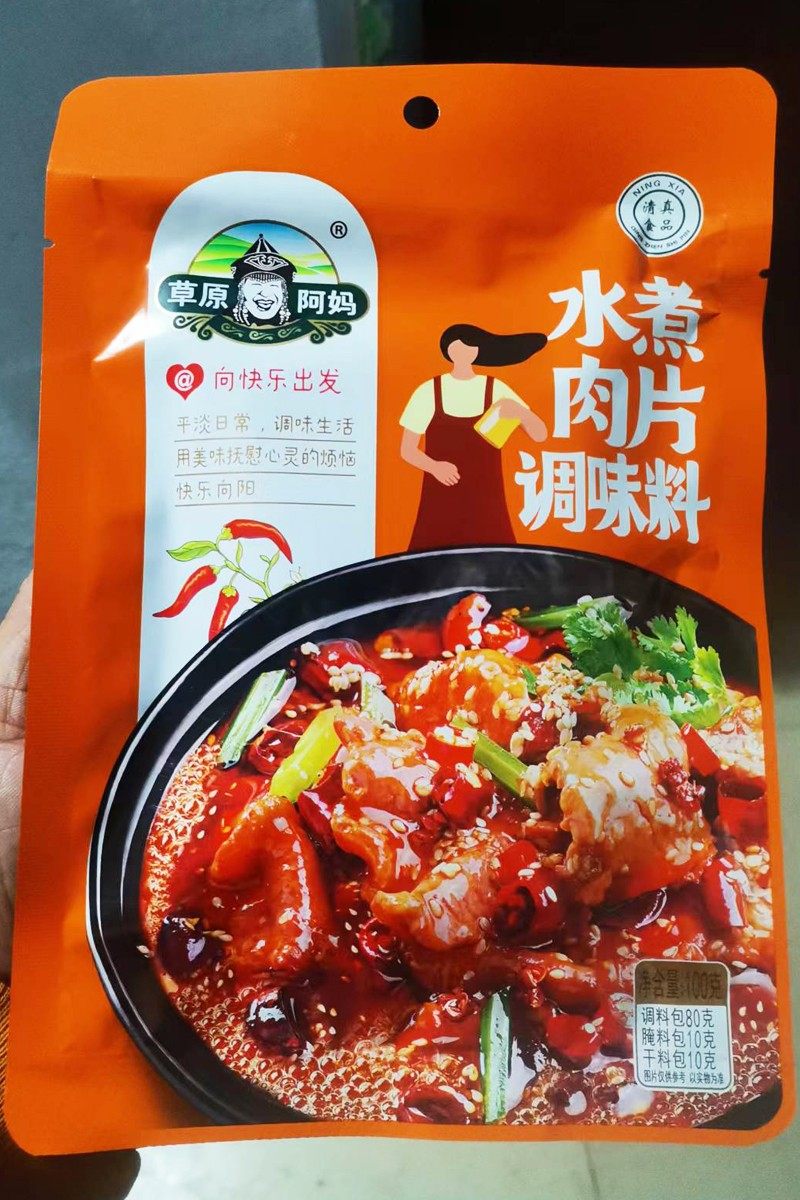 ®
草原 阿妈
@ 向快乐出发
平淡日常，调味生活
用美味抚慰心灵的烦恼
快乐向阳
NING XIA
清真
食品
水煮
肉片
调味料
净含量:100克
调料包80克
腌料包10克
干料包10克
图片仅供参考 以实物为准